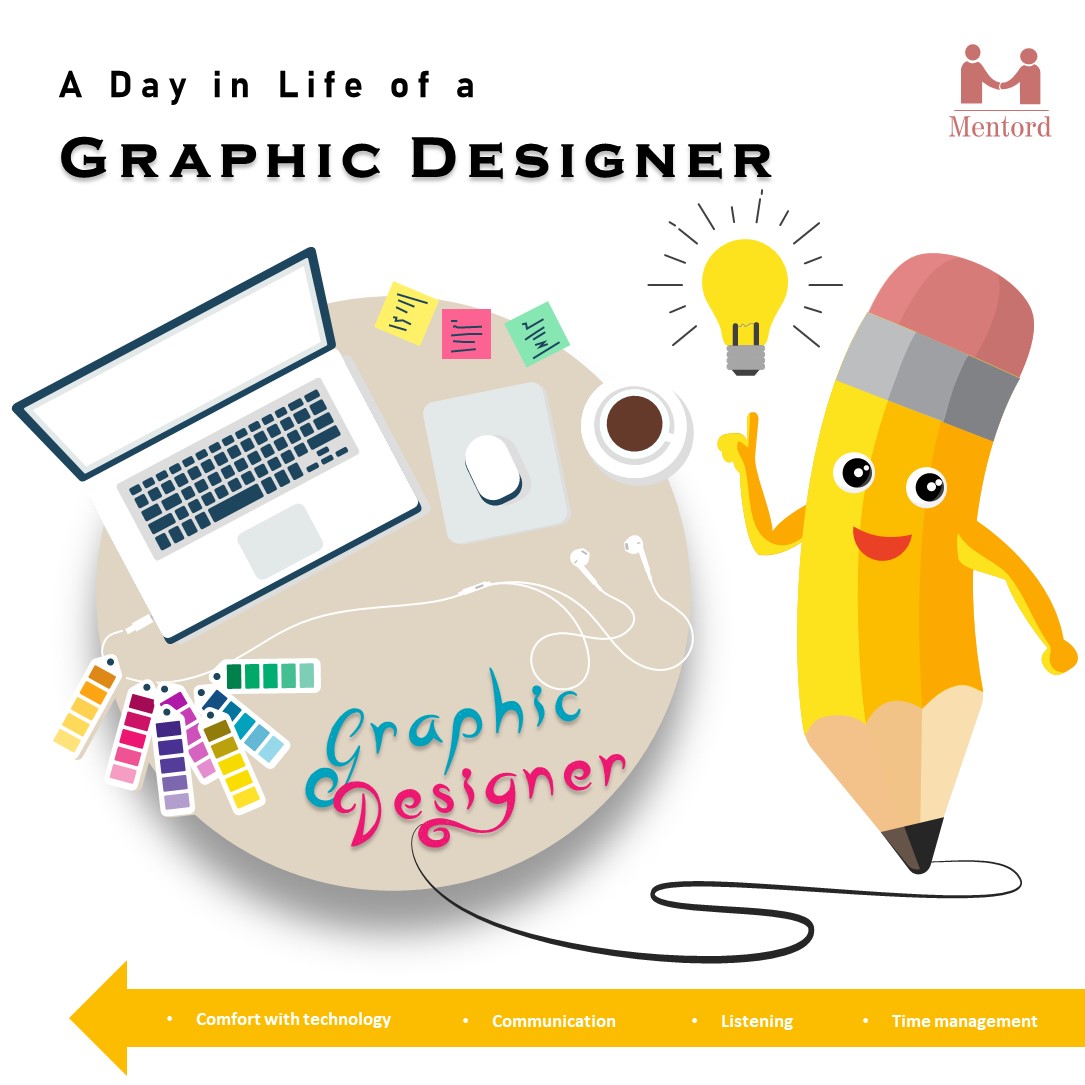 A Day in Life of a
GRAPHIC DESIGNER
Mentord
Graphic
Designer
• Comfort with technology • Communication • Listening • Time management